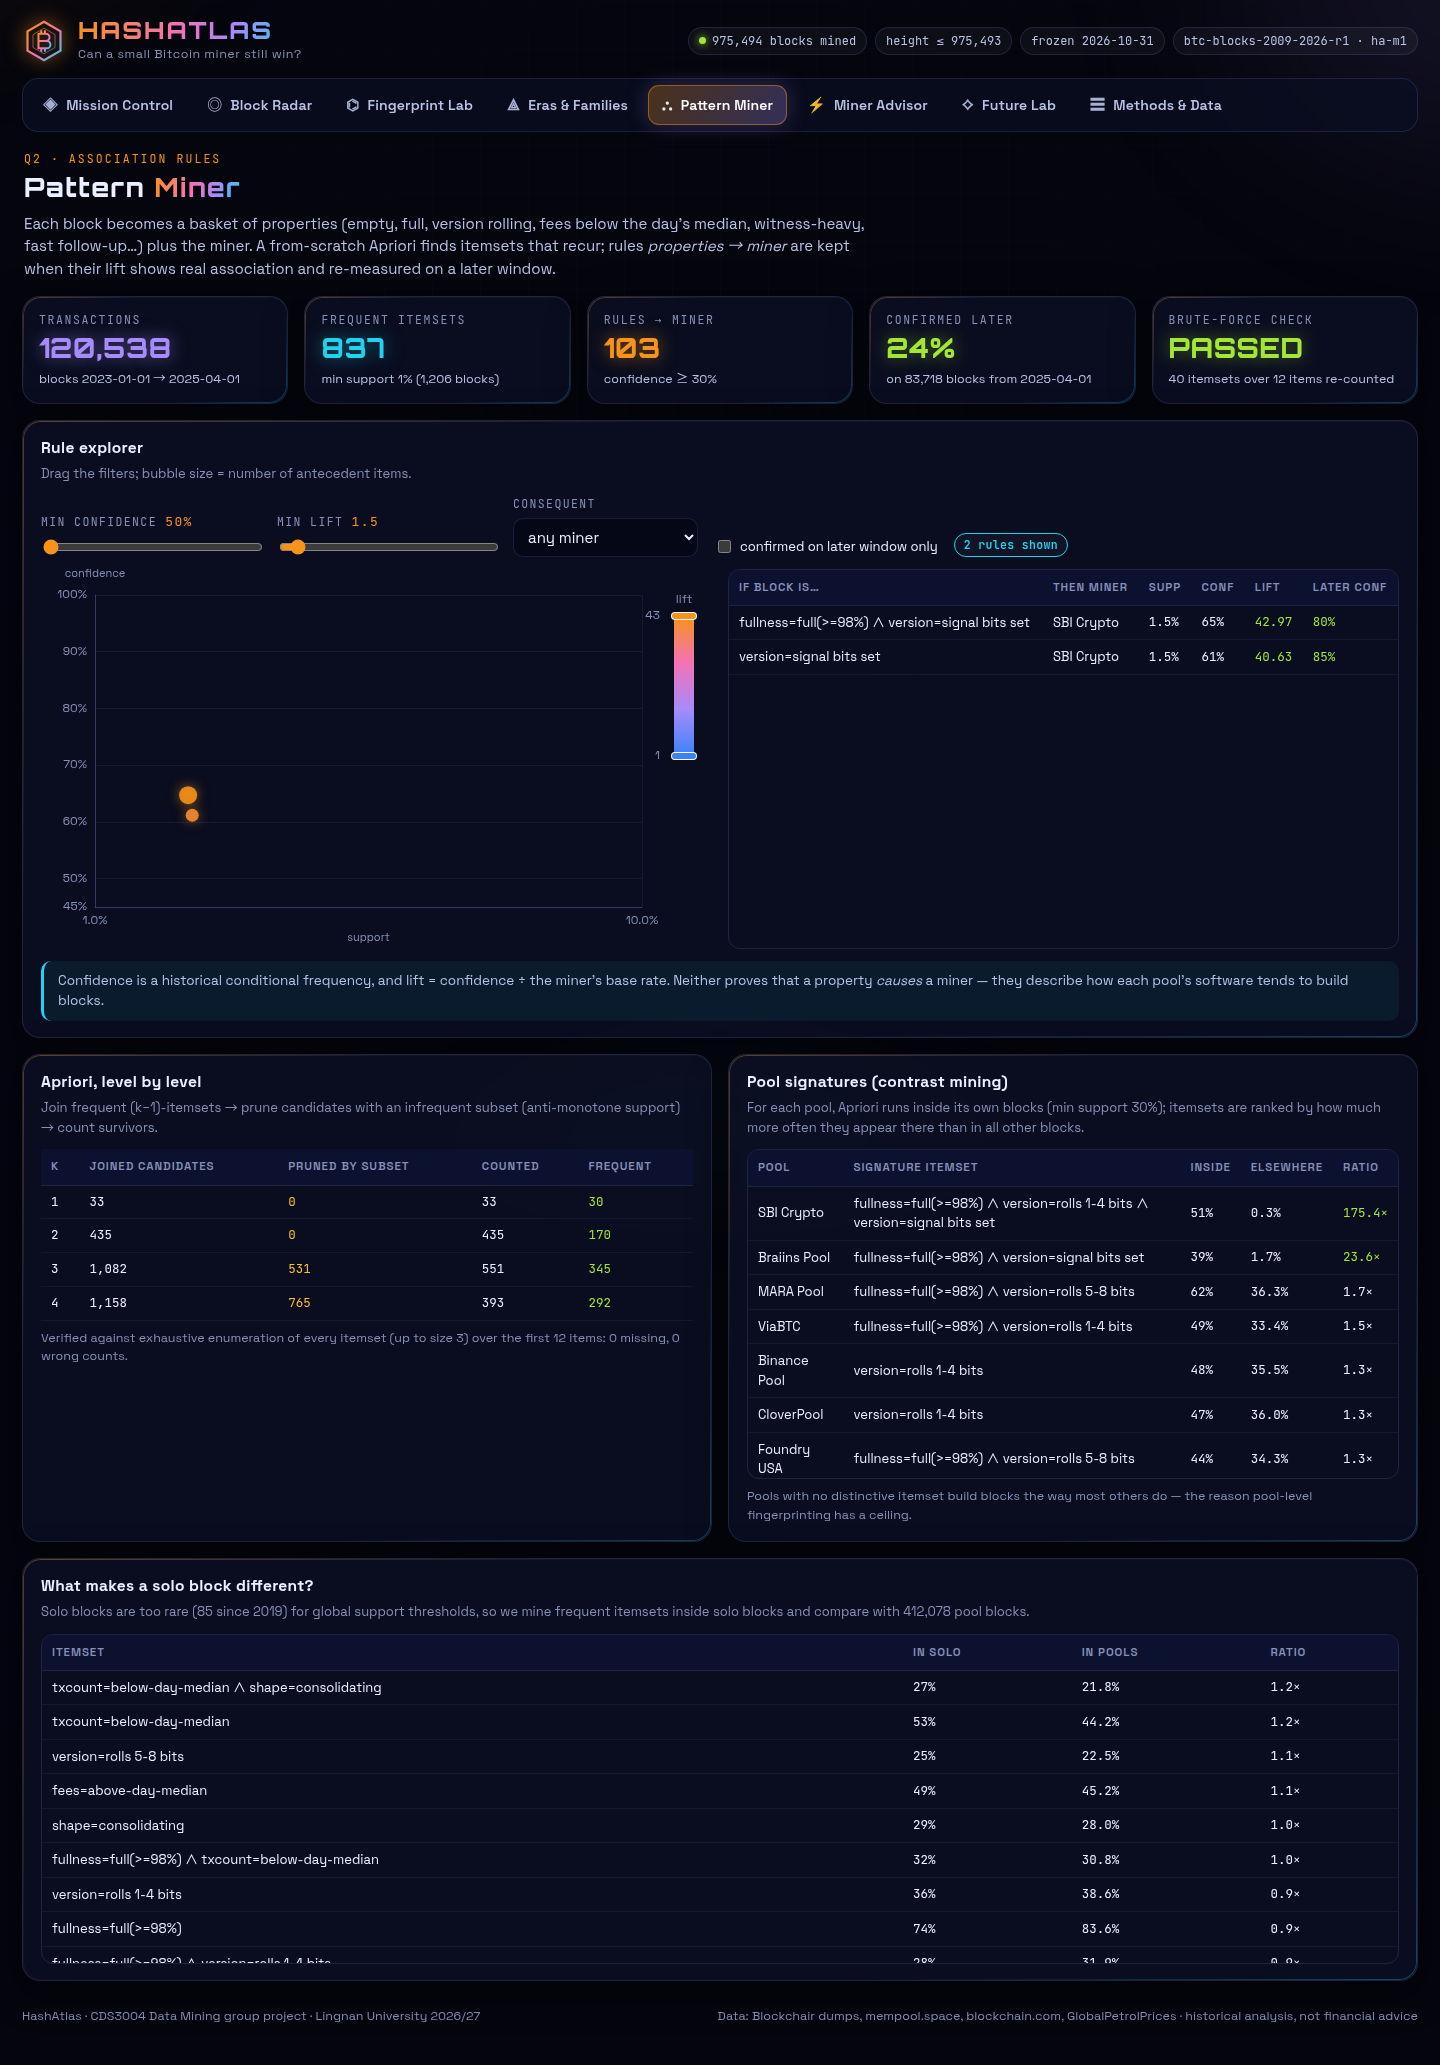 HASHATLAS
Can a small Bitcoin miner still win?
975,494 blocks mined
height ≤ 975,493
frozen 2026-10-31
btc-blocks-2009-2026-r1 · ha-m1
Mission Control
Block Radar
Fingerprint Lab
Eras & Families
Pattern Miner
Miner Advisor
Future Lab
Methods & Data
Q2 · ASSOCIATION RULES
Pattern Miner
Each block becomes a basket of properties (empty, full, version rolling, fees below the day's median, witness-heavy,
fast follow-up…) plus the miner. A from-scratch Apriori finds itemsets that recur; rules properties → miner are kept
when their lift shows real association and re-measured on a later window.
TRANSACTIONS
120,538
blocks 2023-01-01 → 2025-04-01
FREQUENT ITEMSETS
837
min support 1% (1,206 blocks)
RULES → MINER
103
confidence ≥ 30%
CONFIRMED LATER
24%
on 83,718 blocks from 2025-04-01
BRUTE-FORCE CHECK
PASSED
40 itemsets over 12 items re-counted
Rule explorer
Drag the filters; bubble size = number of antecedent items.
MIN CONFIDENCE 50%
MIN LIFT 1.5
CONSEQUENT
any miner
confirmed on later window only
2 rules shown
confidence
100%
90%
80%
70%
60%
50%
45%
1.0%
10.0%
support
lift
43
1
IF BLOCK IS… THEN MINER SUPP CONF LIFT LATER CONF
fullness=full(>=98%) ∧ version=signal bits set SBI Crypto 1.5% 65% 42.97 80%
version=signal bits set SBI Crypto 1.5% 61% 40.63 85%
Confidence is a historical conditional frequency, and lift = confidence ÷ the miner's base rate. Neither proves that a property causes a miner — they describe how each pool's software tends to build
blocks.
Apriori, level by level
Join frequent (k−1)-itemsets → prune candidates with an infrequent subset (anti-monotone support)
→ count survivors.
K JOINED CANDIDATES PRUNED BY SUBSET COUNTED FREQUENT
1 33 0 33 30
2 435 0 435 170
3 1,082 531 551 345
4 1,158 765 393 292
Verified against exhaustive enumeration of every itemset (up to size 3) over the first 12 items: 0 missing, 0
wrong counts.
Pool signatures (contrast mining)
For each pool, Apriori runs inside its own blocks (min support 30%); itemsets are ranked by how much
more often they appear there than in all other blocks.
POOL SIGNATURE ITEMSET INSIDE ELSEWHERE RATIO
SBI Crypto fullness=full(>=98%) ∧ version=rolls 1-4 bits ∧
version=signal bits set 51% 0.3% 175.4×
Braiins Pool fullness=full(>=98%) ∧ version=signal bits set 39% 1.7% 23.6×
MARA Pool fullness=full(>=98%) ∧ version=rolls 5-8 bits 62% 36.3% 1.7×
ViaBTC fullness=full(>=98%) ∧ version=rolls 1-4 bits 49% 33.4% 1.5×
Binance
Pool version=rolls 1-4 bits 48% 35.5% 1.3×
CloverPool version=rolls 1-4 bits 47% 36.0% 1.3×
Foundry
USA fullness=full(>=98%) ∧ version=rolls 5-8 bits 44% 34.3% 1.3×
Pools with no distinctive itemset build blocks the way most others do — the reason pool-level
fingerprinting has a ceiling.
What makes a solo block different?
Solo blocks are too rare (85 since 2019) for global support thresholds, so we mine frequent itemsets inside solo blocks and compare with 412,078 pool blocks.
ITEMSET IN SOLO IN POOLS RATIO
txcount=below-day-median ∧ shape=consolidating 27% 21.8% 1.2×
txcount=below-day-median 53% 44.2% 1.2×
version=rolls 5-8 bits 25% 22.5% 1.1×
fees=above-day-median 49% 45.2% 1.1×
shape=consolidating 29% 28.0% 1.0×
fullness=full(>=98%) ∧ txcount=below-day-median 32% 30.8% 1.0×
version=rolls 1-4 bits 36% 38.6% 0.9×
fullness=full(>=98%) 74% 83.6% 0.9×
fullness=full(>=98%) ∧ version=rolls 1-4 bits 28% 31.9% 0.9×
HashAtlas · CDS3004 Data Mining group project · Lingnan University 2026/27
Data: Blockchair dumps, mempool.space, blockchain.com, GlobalPetrolPrices · historical analysis, not financial advice